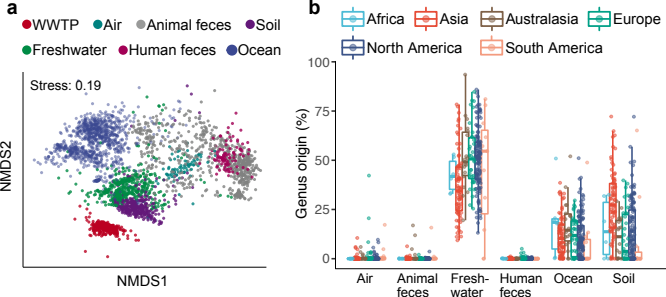 a
WWTP Air Animal feces Soil
Freshwater Human feces Ocean
Stress: 0.19
NMDS2
NMDS1
b
Africa Asia Australasia Europe
North America South America
Genus origin (%)
100
75
50
25
0
Air Animal feces Fresh-water Human feces Ocean Soil